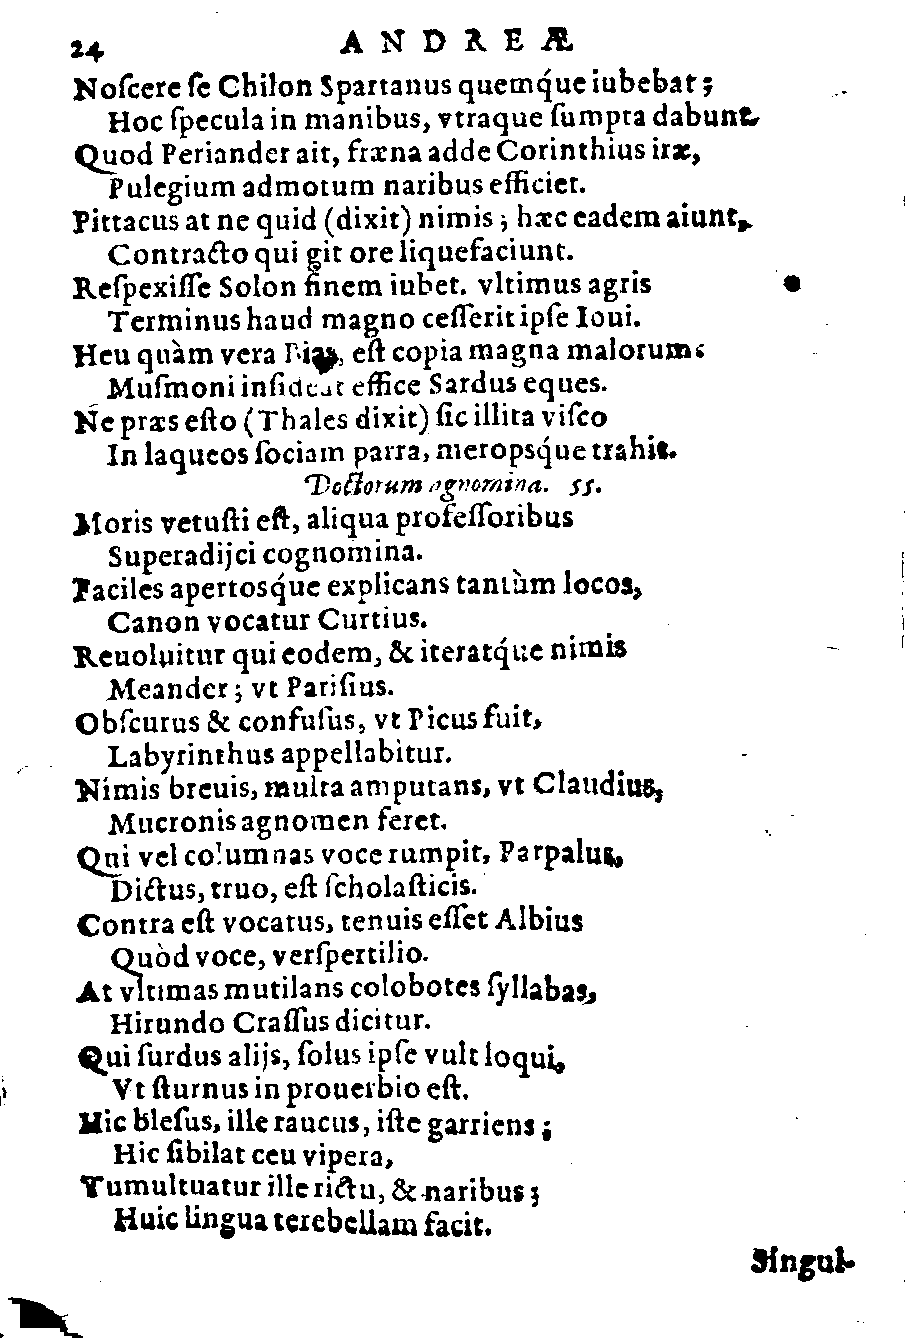 24 ANDREÆ
Noſcere ſe Chilon Spartanus quemq́ue iubebat;
Hoc ſpecula in manibus, vtraque ſumpta dabunt.
Quod Periander ait, fræna adde Corinthius iræ,
Pulegium admotum naribus efficiet.
Pittacus at ne quid (dixit) nimis; hæc eadem aiunt,
Contracto qui git ore liquefaciunt.
Reſpexiſſe Solon finem iubet. vltimus agris
Terminus haud magno ceſſerit ipſe Ioui.
Heu quàm vera Bias, eſt copia magna malorum:
Muſmoni inſideat effice Sardus eques.
Ne præs eſto (Thales dixit) ſic illita viſco
In laqueos ſociam parra, meropsq́ue trahit.
Doctorum agnomina. 55.
Moris vetuſti eſt, aliqua profeſſoribus
Superadijci cognomina.
Faciles apertosq́ue explicans tantùm locos,
Canon vocatur Curtius.
Reuoluitur qui eodem, & iteratq́ue nimis
Meander; vt Pariſius.
Obſcurus & confuſus, vt Picus fuit,
Labyrinthus appellabitur.
Nimis breuis, multa amputans, vt Claudius,
Mucronis agnomen feret.
Qui vel columnas voce rumpit, Parpalus,
Dictus, truo, eſt ſcholaſticis.
Contra eſt vocatus, tenuis eſſet Albius
Quòd voce, verſpertilio.
At vltimas mutilans colobotes ſyllabas,
Hirundo Craſſus dicitur.
Qui ſurdus alijs, ſolus ipſe vult loqui,
Vt ſturnus in prouerbio eſt.
Hic bleſus, ille raucus, iſte garriens;
Hic ſibilat ceu vipera,
Tumultuatur ille rictu, & naribus;
Huic lingua terebellam facit.
Singul-